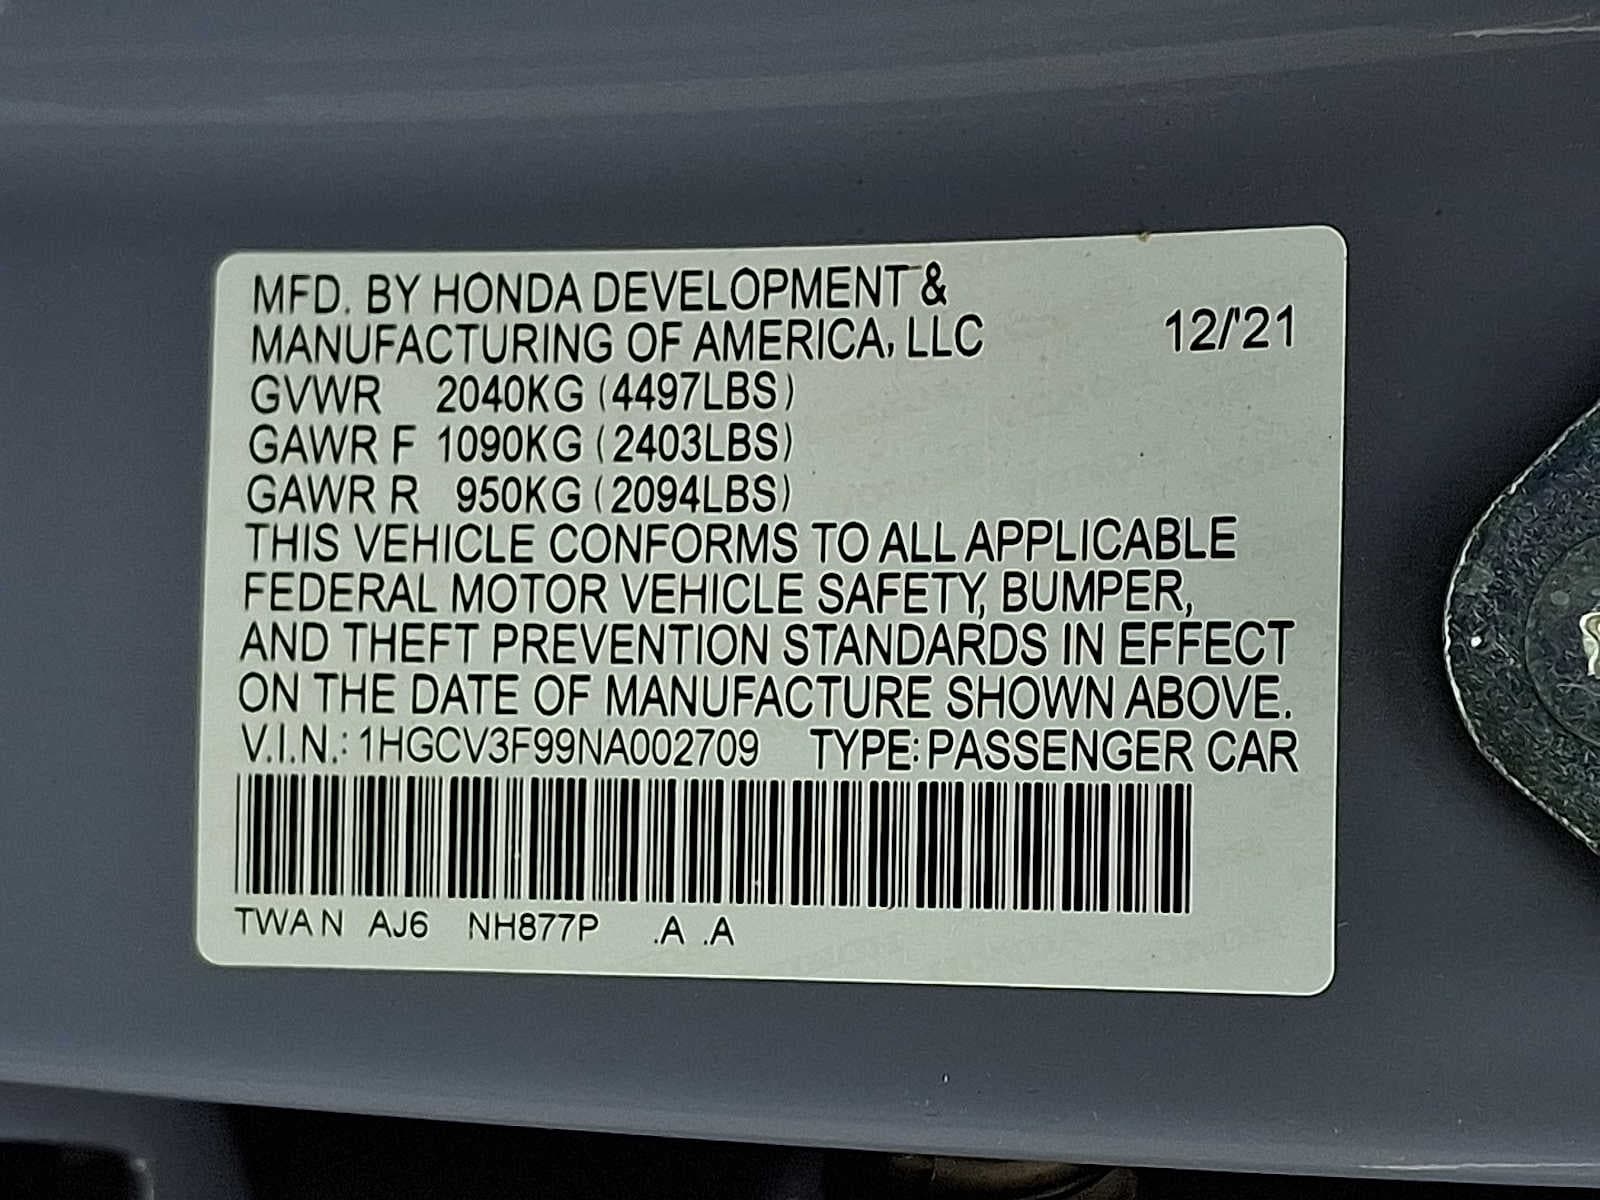 MFD. BY HONDA DEVELOPMENT &
MANUFACTURING OF AMERICA, LLC 12/'21
GVWR 2040KG (4497LBS)
GAWR F 1090KG (2403LBS)
GAWR R 950KG (2094LBS)
THIS VEHICLE CONFORMS TO ALL APPLICABLE
FEDERAL MOTOR VEHICLE SAFETY, BUMPER,
AND THEFT PREVENTION STANDARDS IN EFFECT
ON THE DATE OF MANUFACTURE SHOWN ABOVE.
V.I.N.: 1HGCV3F99NA002709 TYPE: PASSENGER CAR
TWA N AJ6 NH877P .A .A